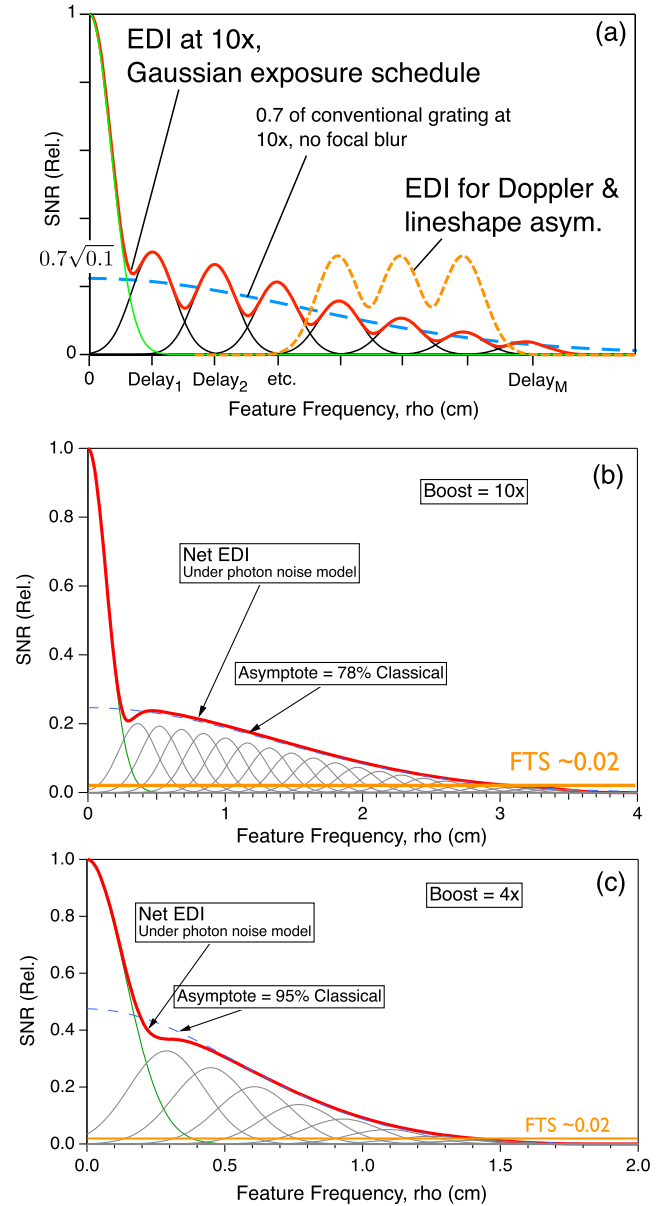 1
(a)
EDI at 10x,
Gaussian exposure schedule
0.7 of conventional grating at
10x, no focal blur
EDI for Doppler &
lineshape asym.
SNR (Rel.)
0.7√0.1
0
0
Delay1
Delay2
etc.
DelayM
Feature Frequency, rho (cm)
1.0
(b)
Boost = 10x
0.8
Net EDI
Under photon noise model
0.6
SNR (Rel.)
Asymptote = 78% Classical
0.4
0.2
FTS ~0.02
0.0
0
1
2
3
4
Feature Frequency, rho (cm)
1.0
(c)
Boost = 4x
Net EDI
Under photon noise model
0.8
0.6
SNR (Rel.)
Asymptote = 95% Classical
0.4
0.2
FTS ~0.02
0.0
0.0
0.5
1.0
1.5
2.0
Feature Frequency, rho (cm)